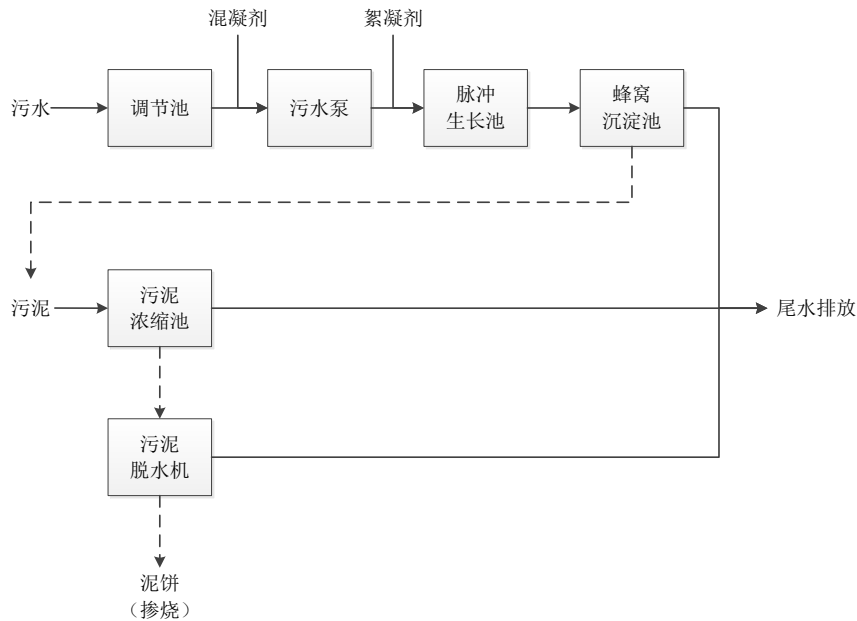 混凝剂
絮凝剂
污水
调节池
污水泵
脉冲
生长池
蜂窝
沉淀池
污泥
污泥
浓缩池
尾水排放
污泥
脱水机
泥饼
（掺烧）